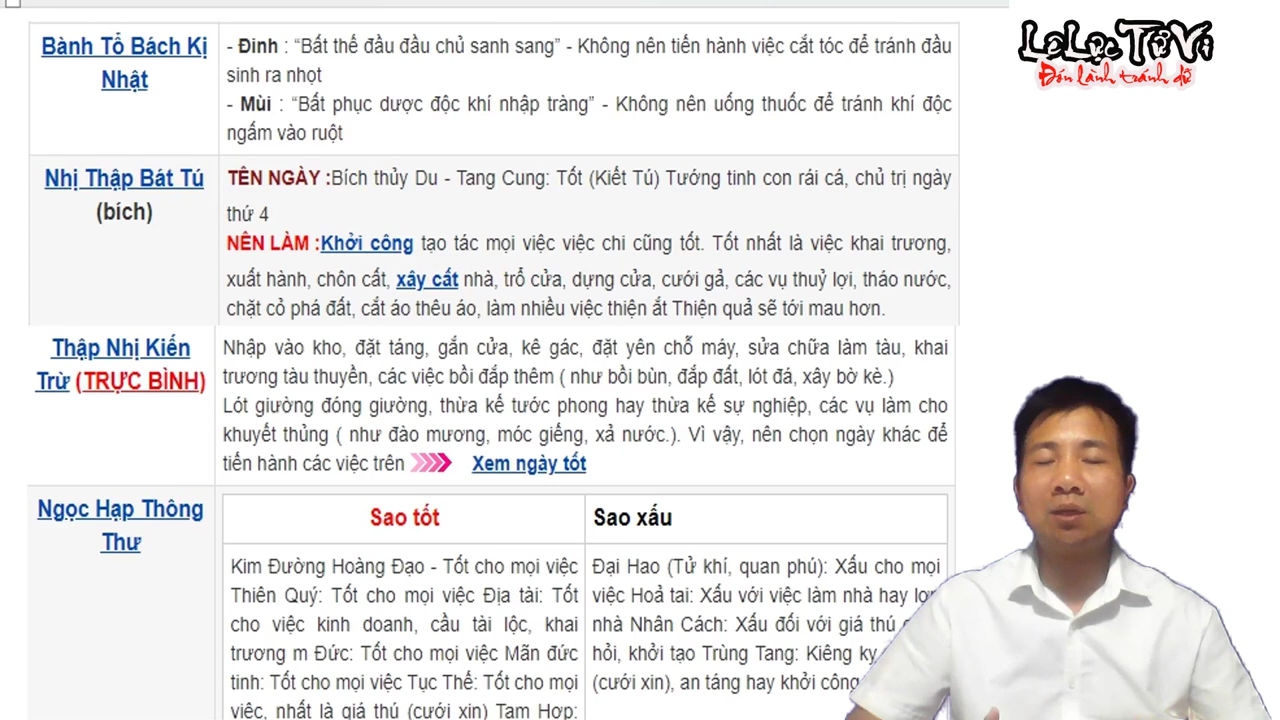 Bành Tổ Bách Kị
Nhật
- Đinh : “Bất thế đầu đầu chủ sanh sang” - Không nên tiến hành việc cắt tóc để tránh đầu
sinh ra nhọt
- Mùi : “Bất phục dược độc khí nhập tràng” - Không nên uống thuốc để tránh khí độc
ngấm vào ruột
Nhị Thập Bát Tú
(bích)
TÊN NGÀY :Bích thủy Du - Tang Cung: Tốt (Kiết Tú) Tướng tinh con rái cá, chủ trị ngày
thứ 4
NÊN LÀM :Khởi công tạo tác mọi việc việc chi cũng tốt. Tốt nhất là việc khai trương,
xuất hành, chôn cất, xây cất nhà, trổ cửa, dựng cửa, cưới gả, các vụ thuỷ lợi, tháo nước,
chặt cỏ phá đất, cắt áo thêu áo, làm nhiều việc thiện ắt Thiện quả sẽ tới mau hơn.
Thập Nhị Kiến
Trừ (TRỰC BÌNH)
Nhập vào kho, đặt táng, gắn cửa, kê gác, đặt yên chỗ máy, sửa chữa làm tàu, khai
trương tàu thuyền, các việc bồi đắp thêm ( như bồi bùn, đắp đất, lót đá, xây bờ kè.)
Lót giường đóng giường, thừa kế tước phong hay thừa kế sự nghiệp, các vụ làm cho
khuyết thủng ( như đào mương, móc giếng, xả nước.). Vì vậy, nên chọn ngày khác để
tiến hành các việc trên Xem ngày tốt
Ngọc Hạp Thông
Thư
Sao tốt
Kim Đường Hoàng Đạo - Tốt cho mọi việc
Thiên Quý: Tốt cho mọi việc Địa tài: Tốt
cho việc kinh doanh, cầu tài lộc, khai
trương m Đức: Tốt cho mọi việc Mãn đức
tinh: Tốt cho mọi việc Tục Thế: Tốt cho mọi
việc, nhất là giá thú (cưới xin) Tam Hợp:
Sao xấu
Đại Hao (Tử khí, quan phú): Xấu cho mọi
việc Hoả tai: Xấu với việc làm nhà hay
nhà Nhân Cách: Xấu đối với giá thú
hỏi, khởi tạo Trùng Tang: Kiêng kỵ
(cưới xin), an táng hay khởi công
LốLộcTửVi
Đón lành tránh dữ